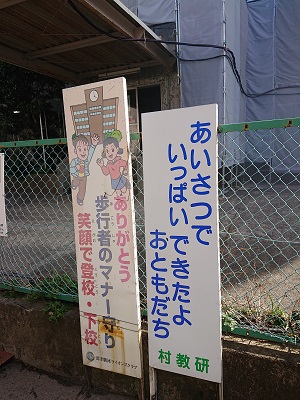 ありがとう
歩行者のマナー守り
笑顔で登校・下校
あいさつで
いっぱいできたよ
おともだち
村教研